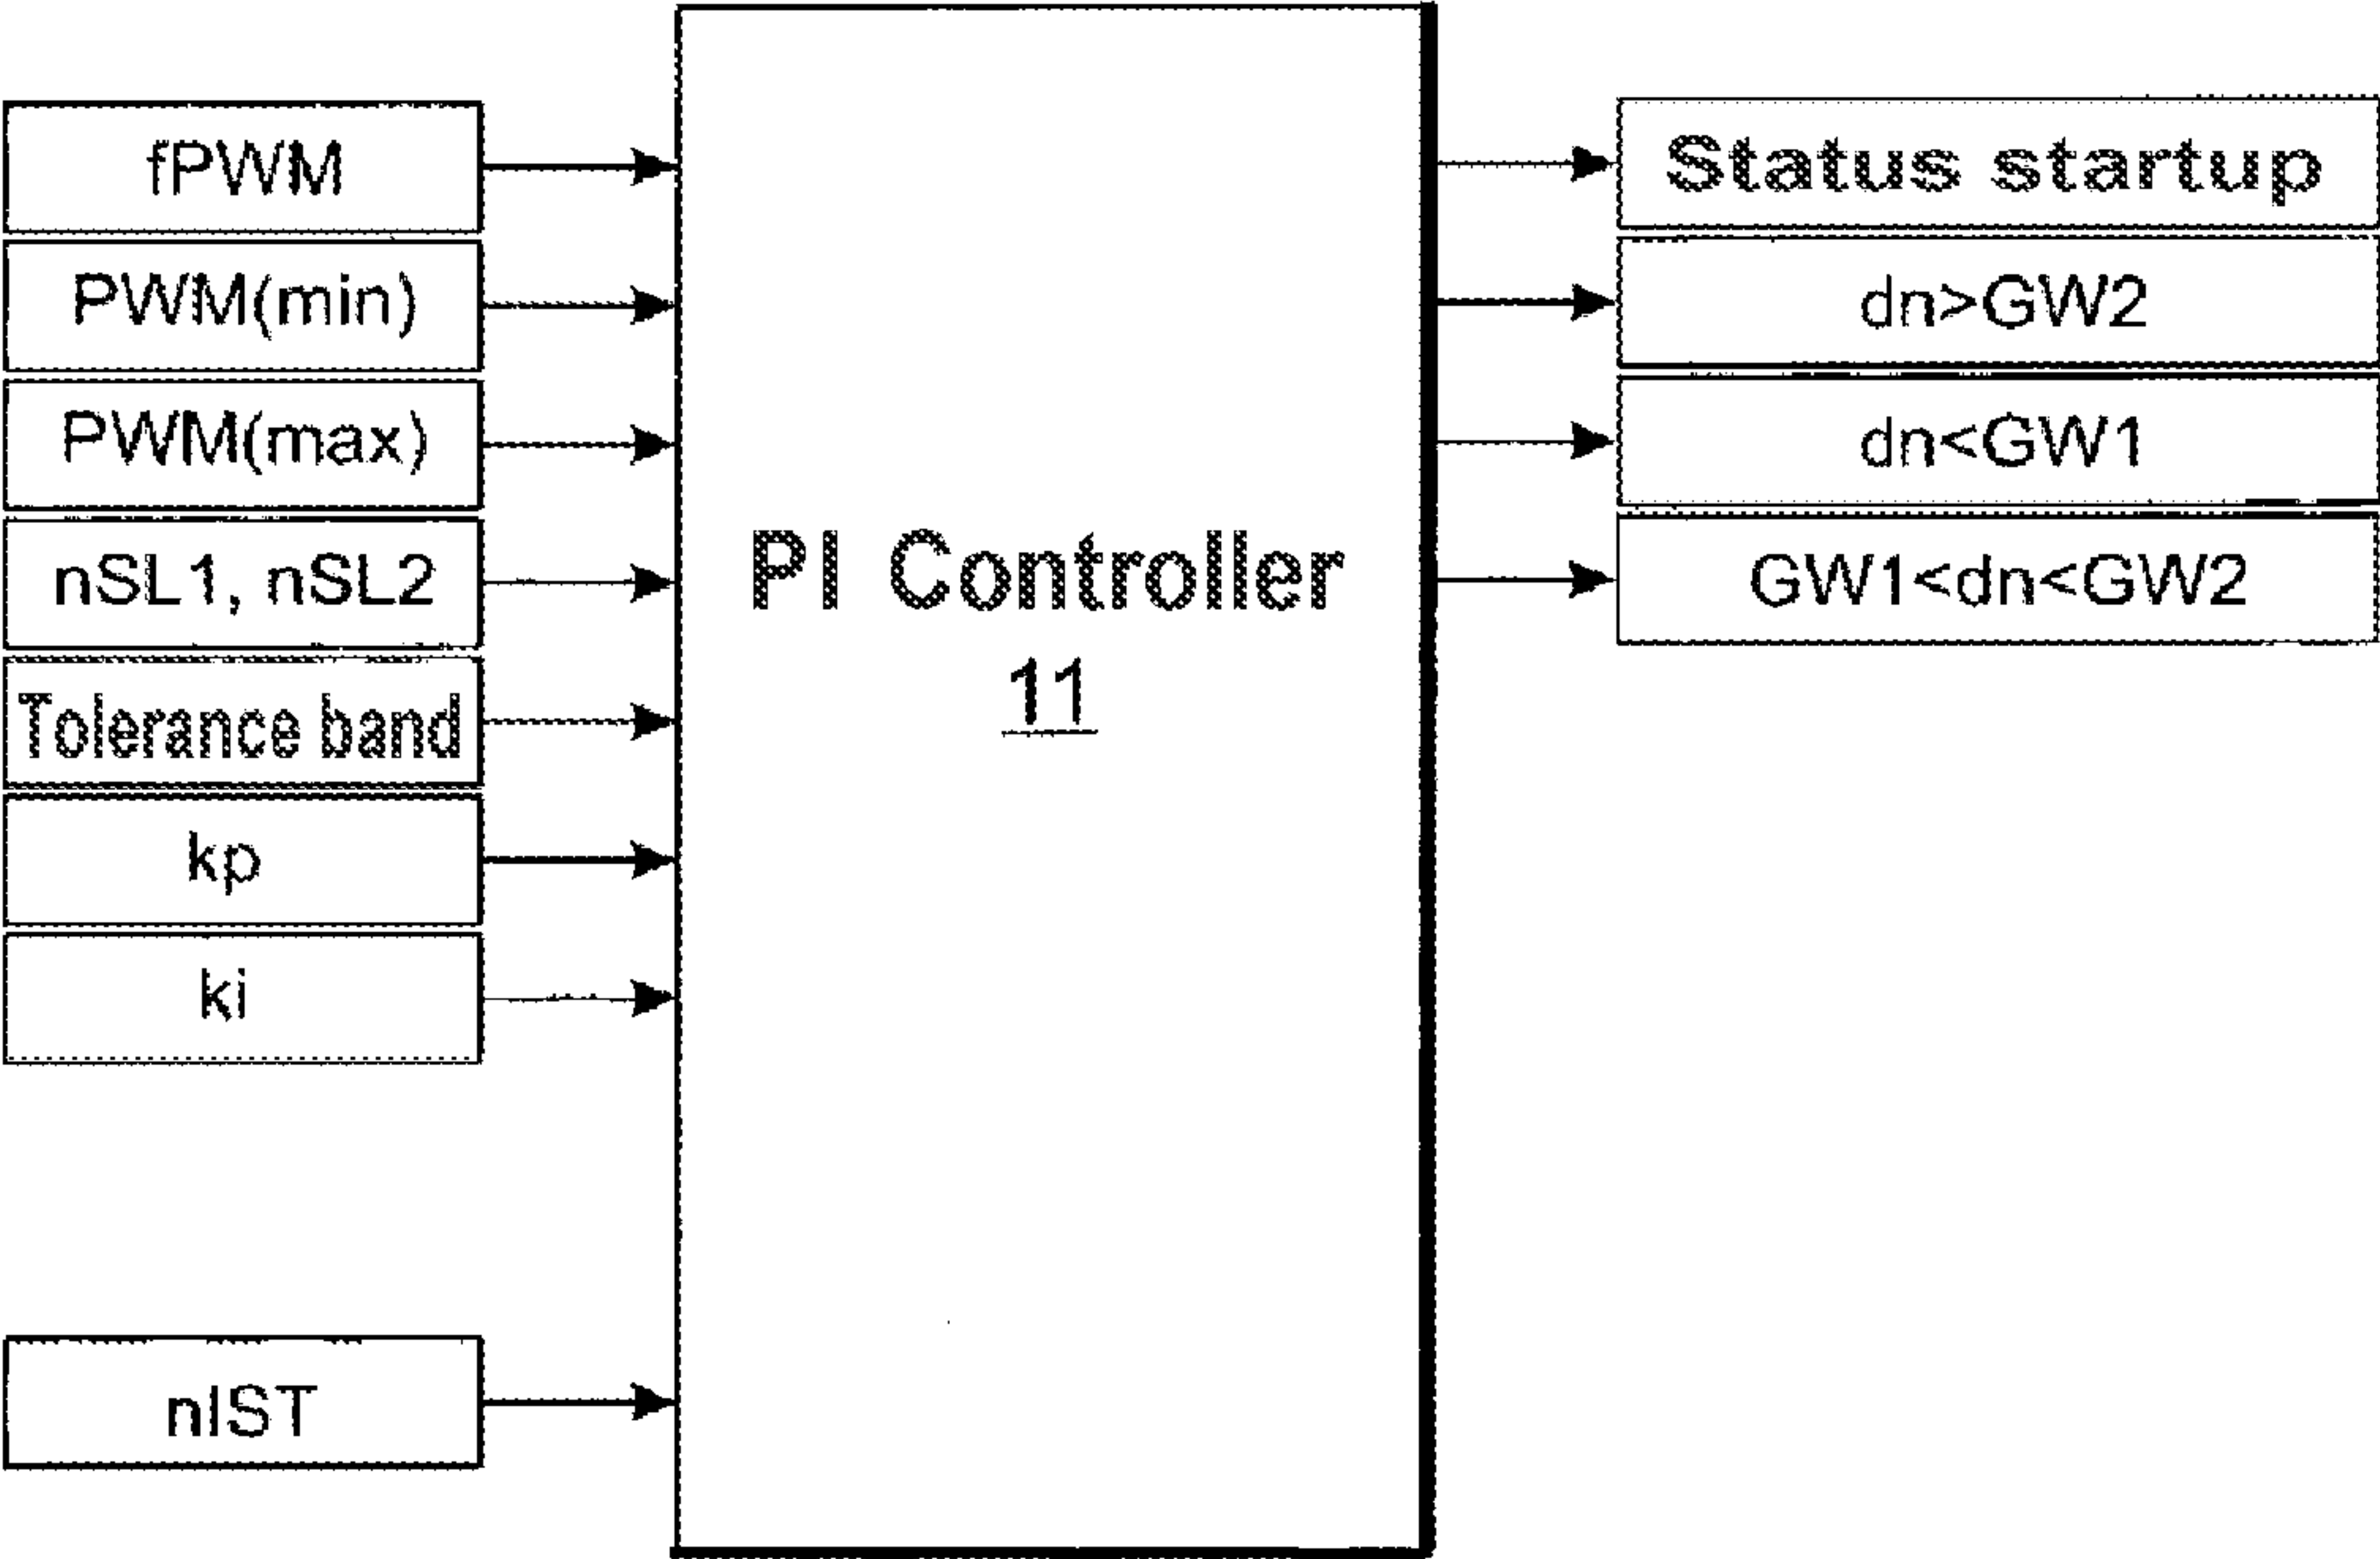 fPWM
PWM(min)
PWM(max)
nSL1, nSL2
Tolerance band
kp
ki
nIST
PI Controller
11
Status startup
dn>GW2
dn<GW1
GW1<dn<GW2